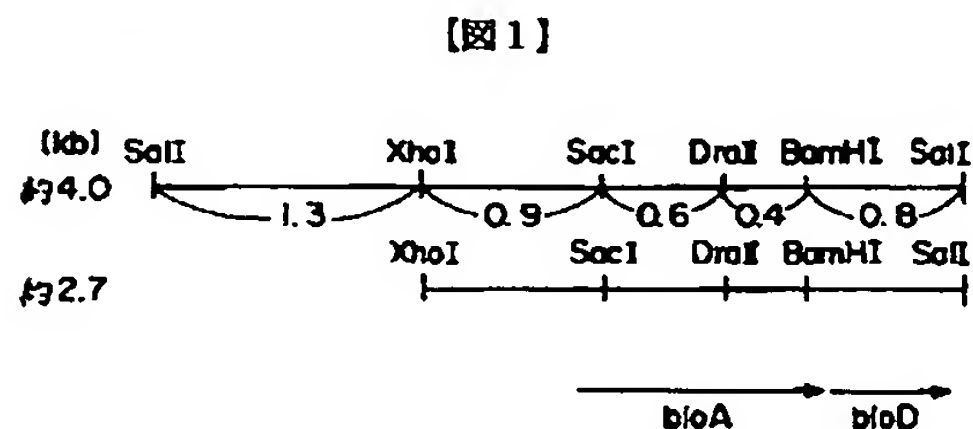 【図1】
(kb) SalI XhoI SacI DraII BamHI SalI
約4.0
1.3 0.9 0.6 0.4 0.8
XhoI SacI DraII BamHI SalI
約2.7
bioA bioD